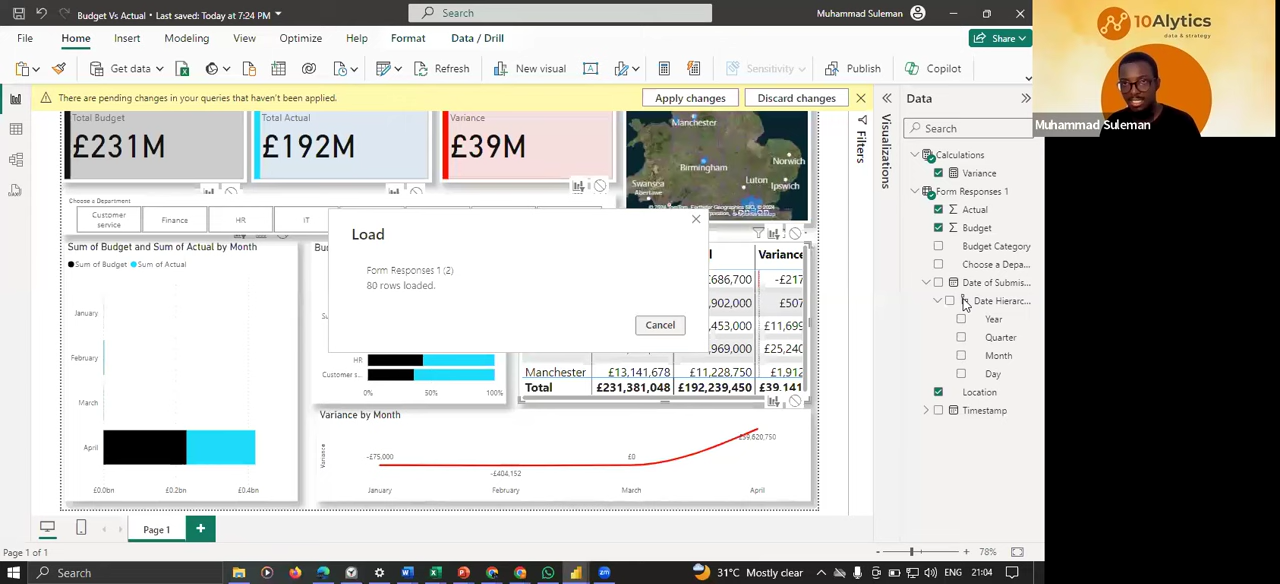 Budget Vs Actual • Last saved: Today at 7:24 PM
Search
Muhammad Suleman
File
Home
Insert
Modeling
View
Optimize
Help
Format
Data / Drill
Share
Get data
Refresh
New visual
Sensitivity
Publish
Copilot
There are pending changes in your queries that haven't been applied.
Apply changes
Discard changes
10Alytics
data & strategy
Muhammad Suleman
Total Budget
£231M
Total Actual
£192M
Variance
£39M
Manchester
Birmingham
Norwich
Luton
Ipswich
Swansea
Abertawe
Filters
Visualizations
Data
Search
Calculations
Variance
Form Responses 1
Actual
Budget
Budget Category
Choose a Depa...
Date of Submis...
Date Hierarc...
Year
Quarter
Month
Day
Location
Timestamp
Choose a Department
Customer service
Finance
HR
IT
Load
Form Responses 1 (2)
80 rows loaded.
Cancel
Sum of Budget and Sum of Actual by Month
Sum of Budget
Sum of Actual
January
February
March
April
£0.0bn
£0.2bn
£0.4bn
HR
Customer s...
0%
50%
100%
Variance
£686,700
-£217
,902,000
£507
,453,000
£11,699
,969,000
£25,240
Manchester
£13,141,678
£11,228,750
£1,912
Total
£231,381,048
£192,239,450
£39,141
Variance by Month
Variance
-£75,000
-£404,152
£0
£39,620,750
January
February
March
April
Page 1
Page 1 of 1
78%
Search
31°C Mostly clear
ENG
21:04